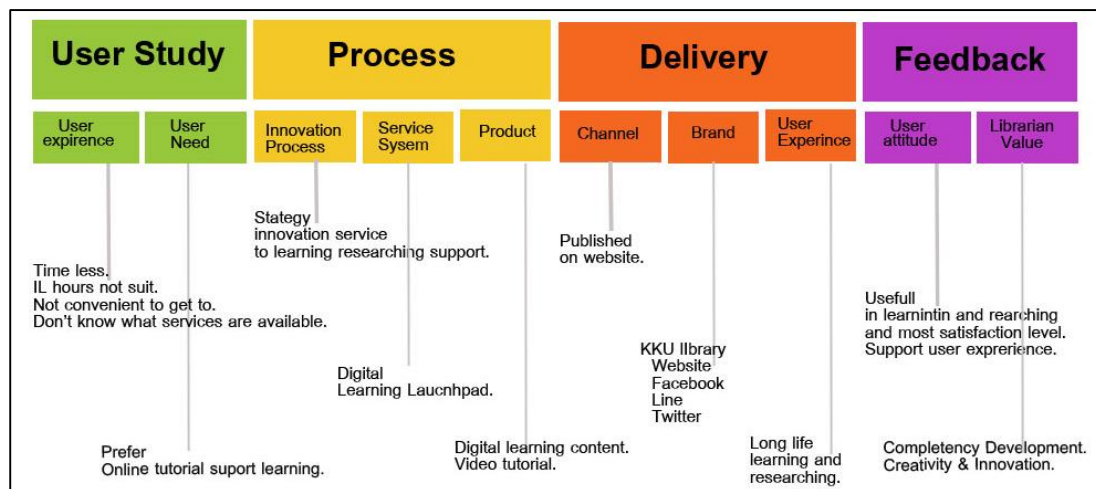 User Study
Process
Delivery
Feedback
User
expirence
User
Need
Innovation
Process
Service
Sysem
Product
Channel
Brand
User
Experince
User
attitude
Librarian
Value
Time less.
IL hours not suit.
Not convenient to get to.
Don't know what services are available.
Prefer
Online tutorial suport learning.
Stategy
innovation service
to learning researching support.
Digital
Learning Laucnhpad.
Digital learning content.
Video tutorial.
Published
on website.
KKU lIbrary
Website
Facebook
Line
Twitter
Long life
learning and
researching.
Usefull
in learnintin and rearching
and most satisfaction level.
Support user exprerience.
Completency Development.
Creativity & Innovation.